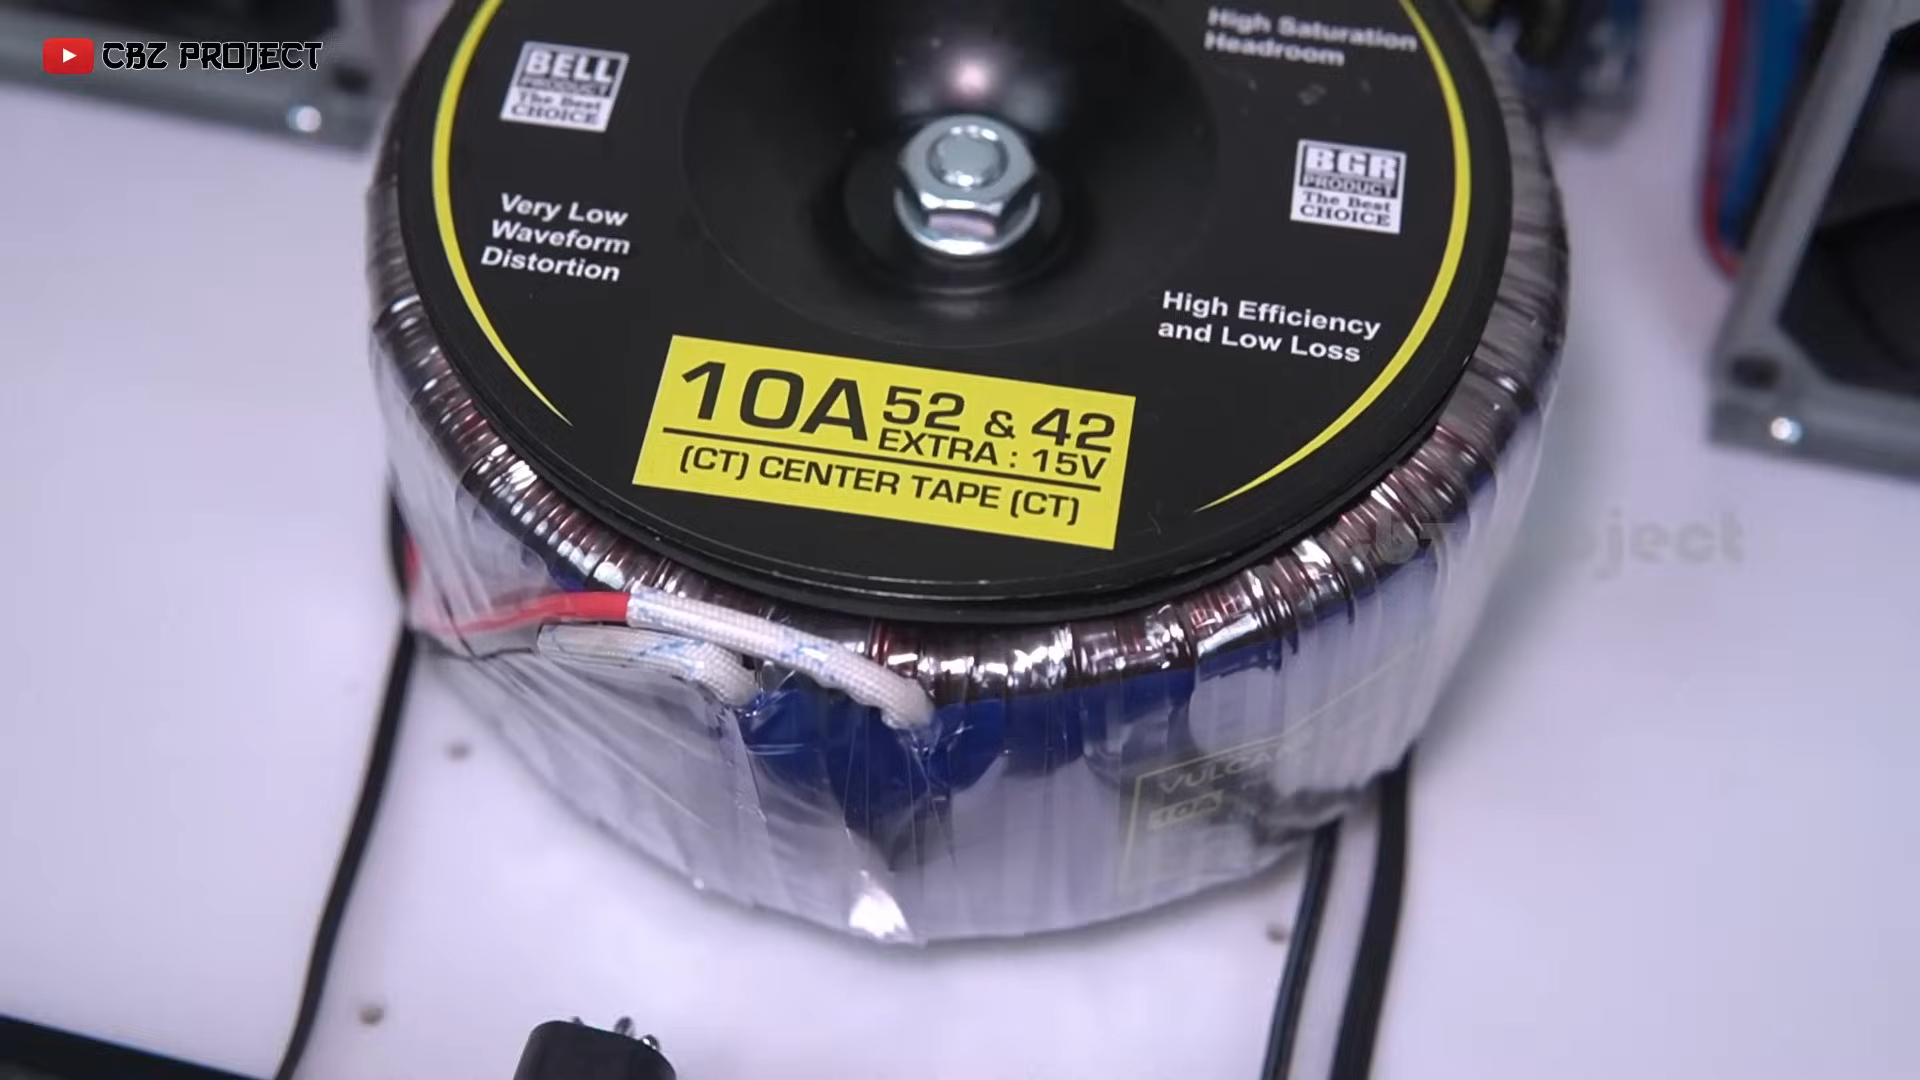 CBZ PROJECT
BELL
PRODUCT
The Best
CHOICE
High Saturation
Headroom
BGR
PRODUCT
The Best
CHOICE
Very Low
Waveform
Distortion
High Efficiency
and Low Loss
10A 52 & 42
EXTRA : 15V
(CT) CENTER TAPE (CT)
10A